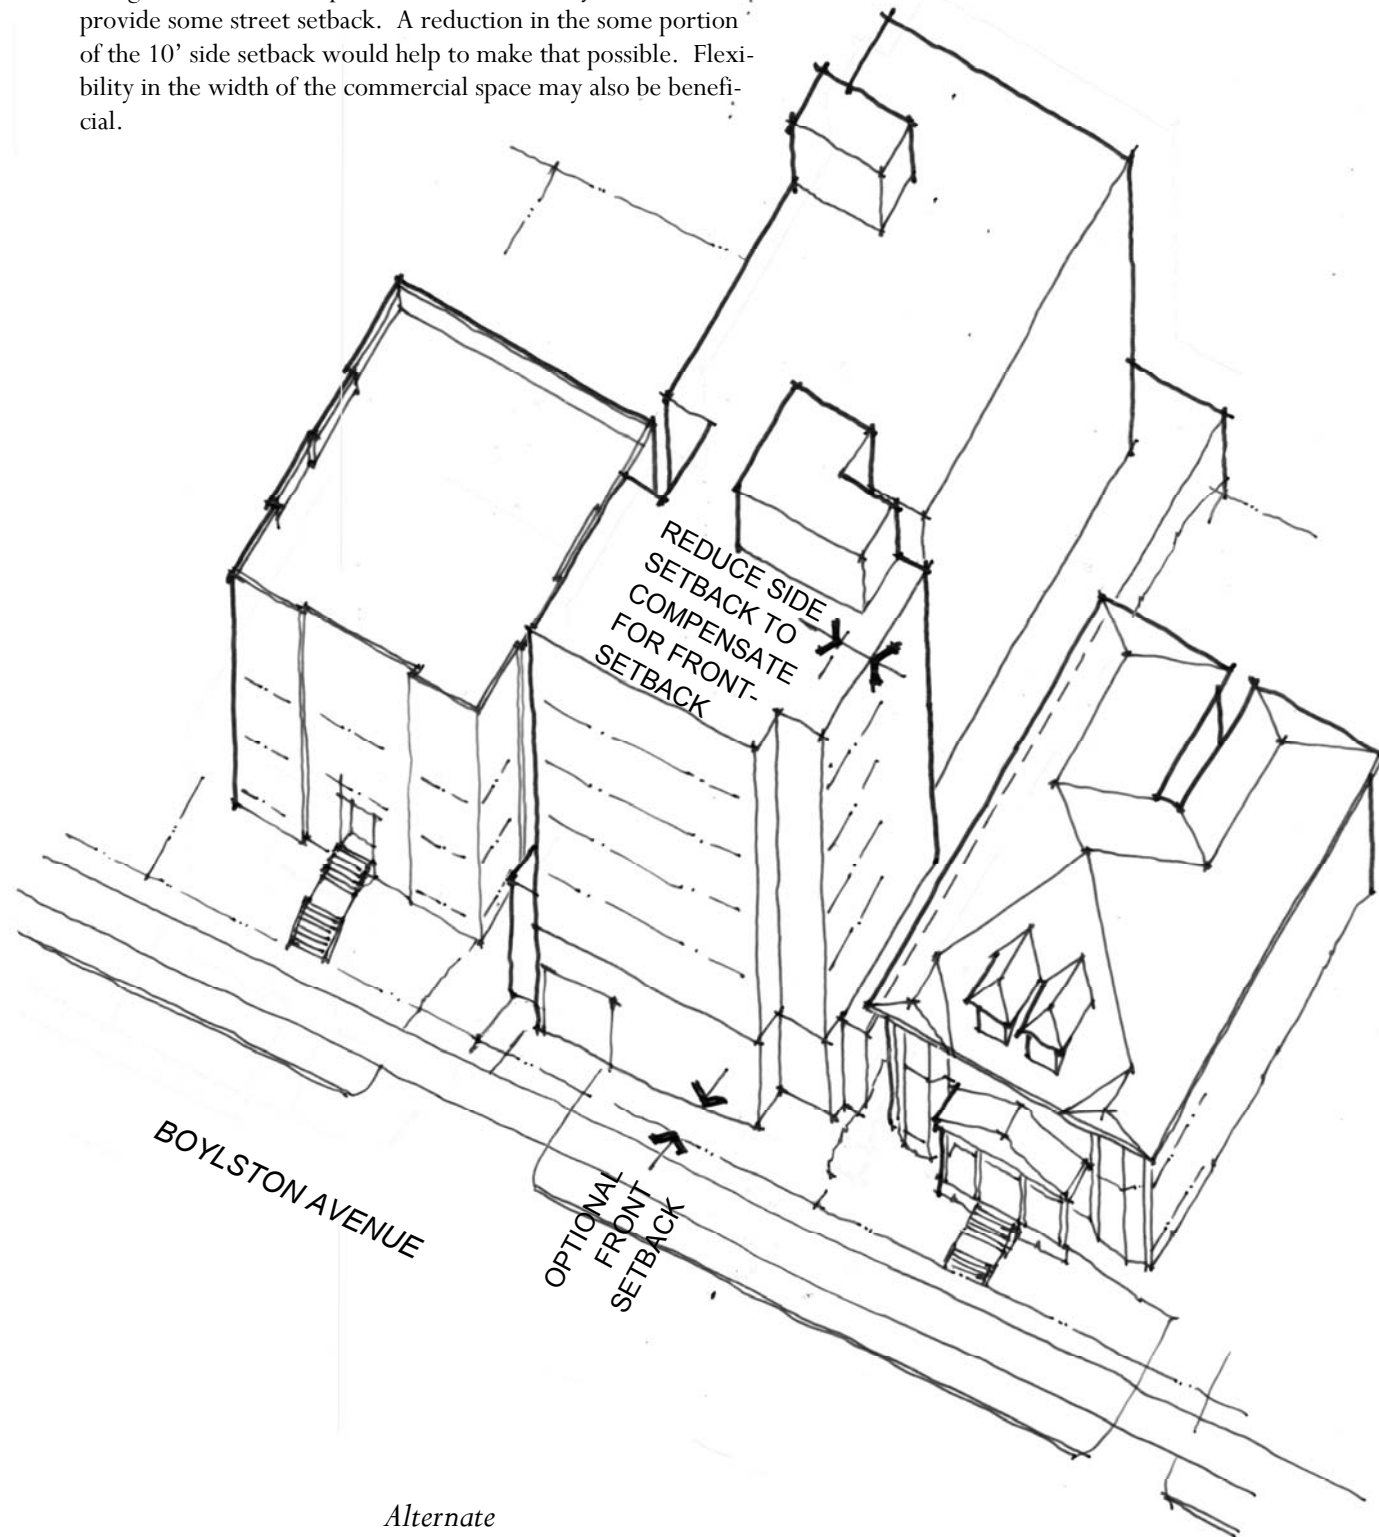 provide some street setback. A reduction in the some portion
of the 10’ side setback would help to make that possible. Flexi-
bility in the width of the commercial space may also be benefi-
cial.
REDUCE SIDE
SETBACK TO
COMPENSATE
FOR FRONT-
SETBACK
BOYLSTON AVENUE
OPTIONAL
FRONT
SETBACK
Alternate